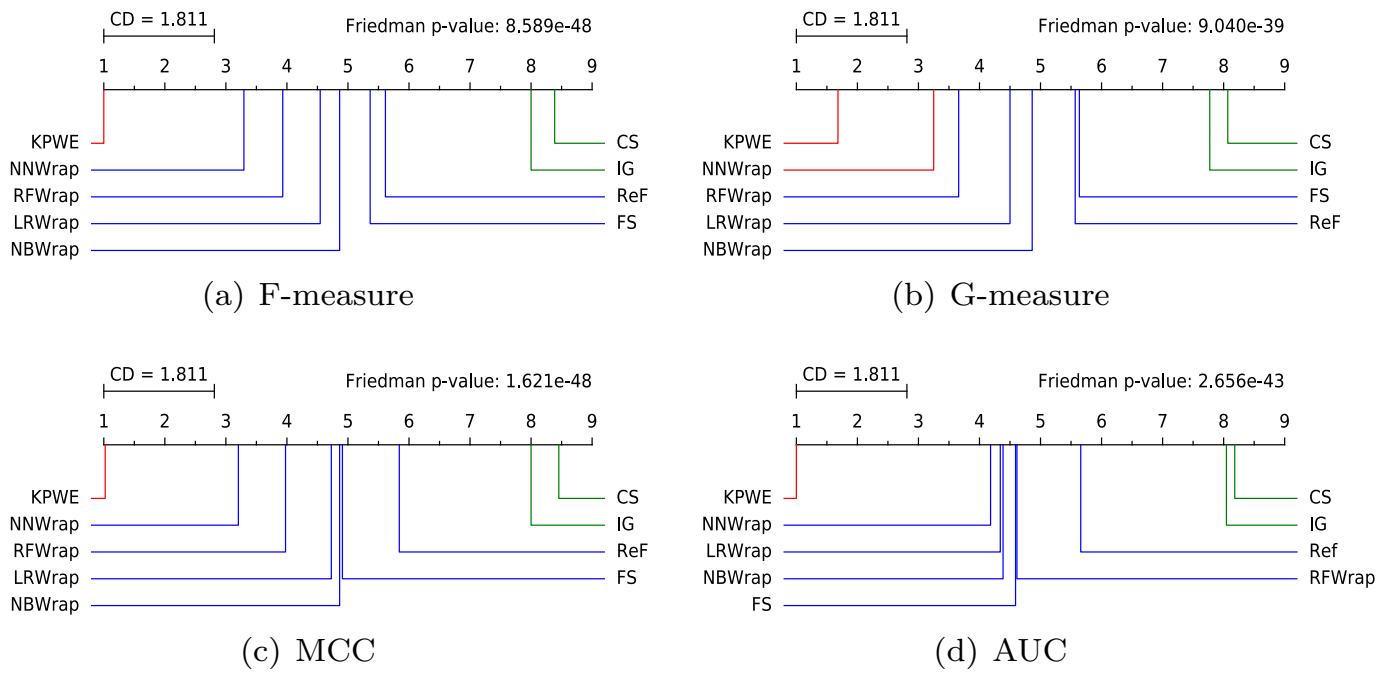 CD = 1.811
Friedman p-value: 8.589e-48
1 2 3 4 5 6 7 8 9
KPWE CS
NNWrap IG
RFWrap ReF
LRWrap FS
NBWrap
(a) F-measure
CD = 1.811
Friedman p-value: 9.040e-39
1 2 3 4 5 6 7 8 9
KPWE CS
NNWrap IG
RFWrap FS
LRWrap ReF
NBWrap
(b) G-measure
CD = 1.811
Friedman p-value: 1.621e-48
1 2 3 4 5 6 7 8 9
KPWE CS
NNWrap IG
RFWrap ReF
LRWrap FS
NBWrap
(c) MCC
CD = 1.811
Friedman p-value: 2.656e-43
1 2 3 4 5 6 7 8 9
KPWE CS
NNWrap IG
LRWrap Ref
NBWrap RFWrap
FS
(d) AUC